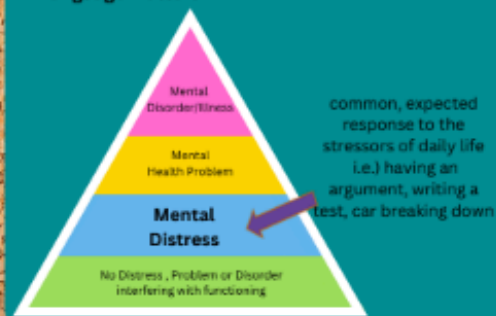 Mental
Disorder/Illness
Mental
Health Problem
Mental
Distress
No Distress , Problem or Disorder
interfering with functioning
common, expected
response to the
stressors of daily life
i.e.) having an
argument, writing a
test, car breaking down